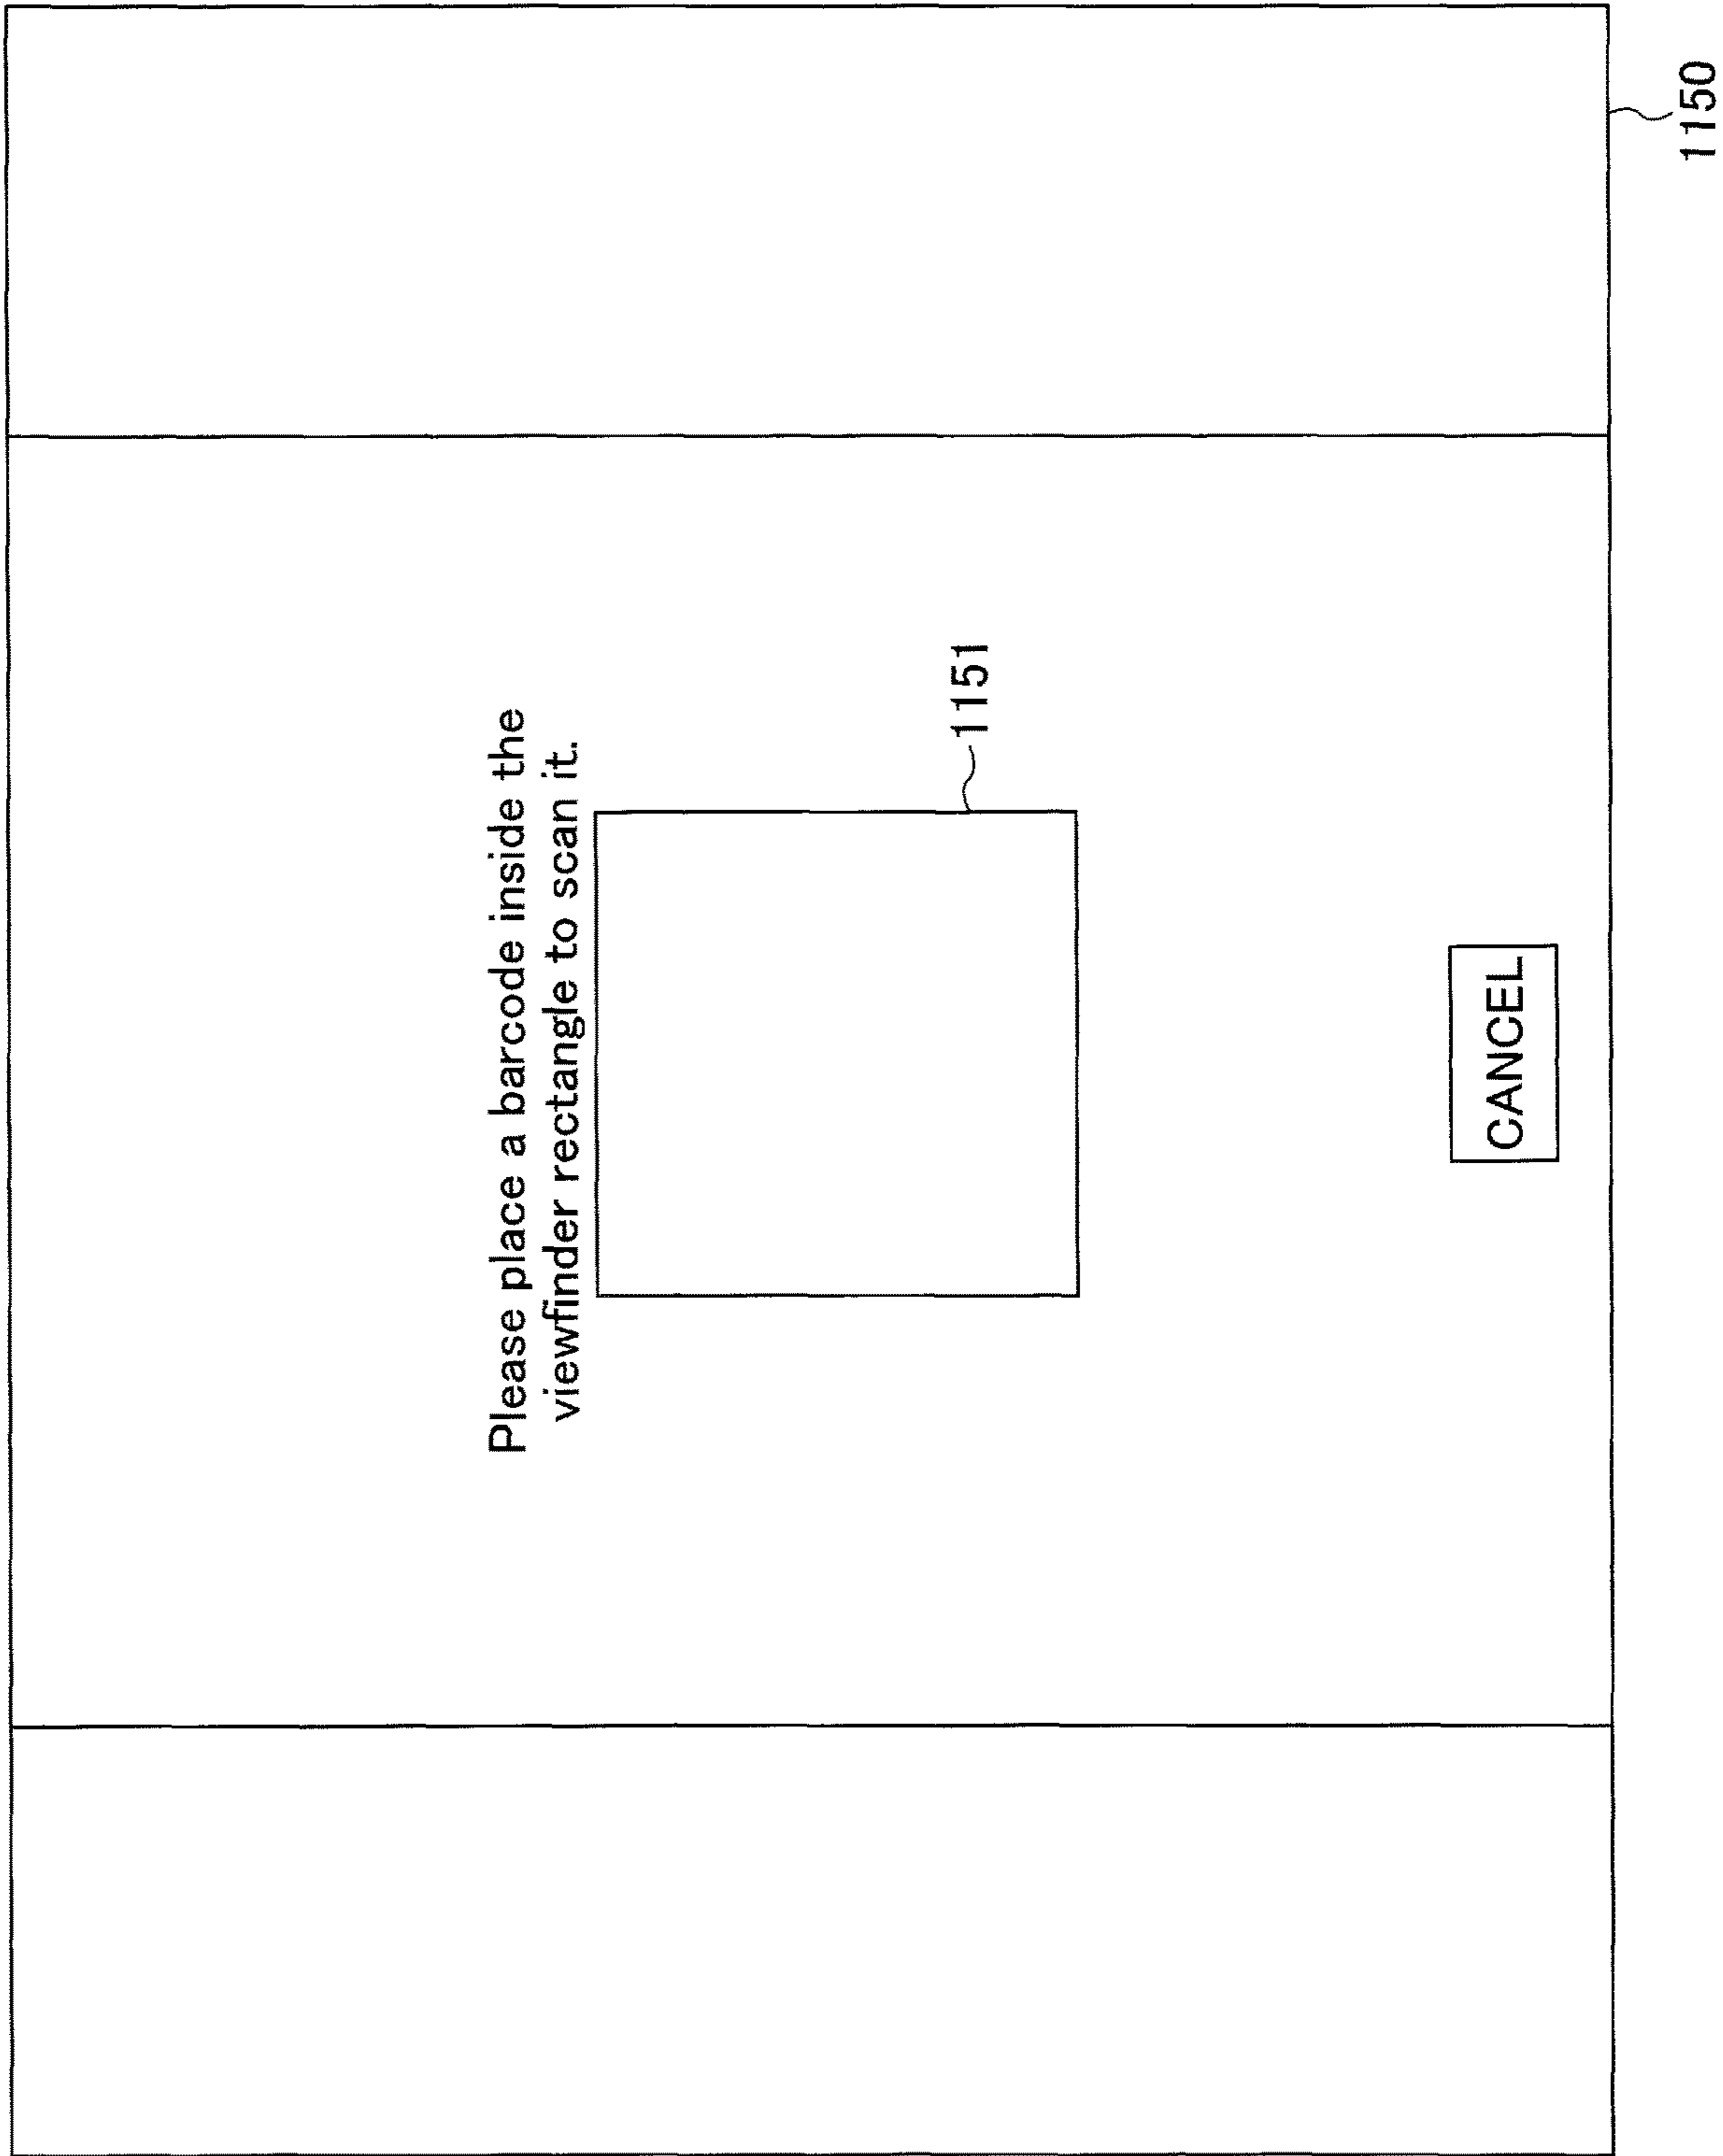 Please place a barcode inside the
viewfinder rectangle to scan it.
1151
CANCEL
1150